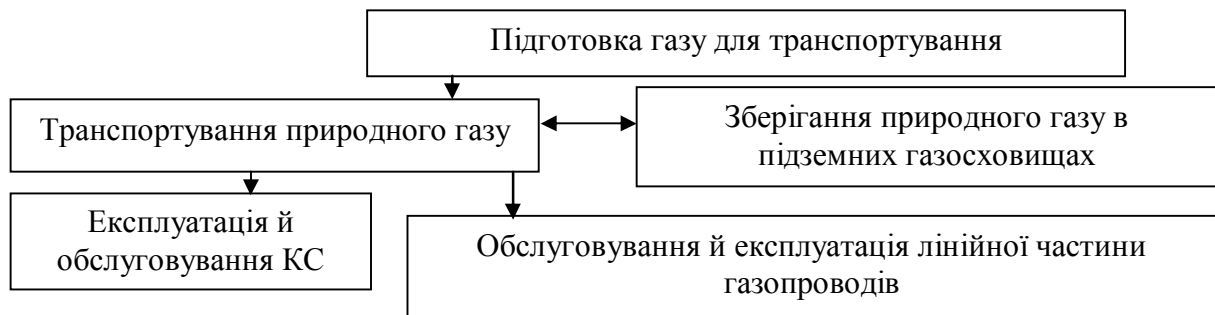 Підготовка газу для транспортування
Транспортування природного газу
Зберігання природного газу в
підземних газосховищах
Експлуатація й
обслуговування КС
Обслуговування й експлуатація лінійної частини
газопроводів